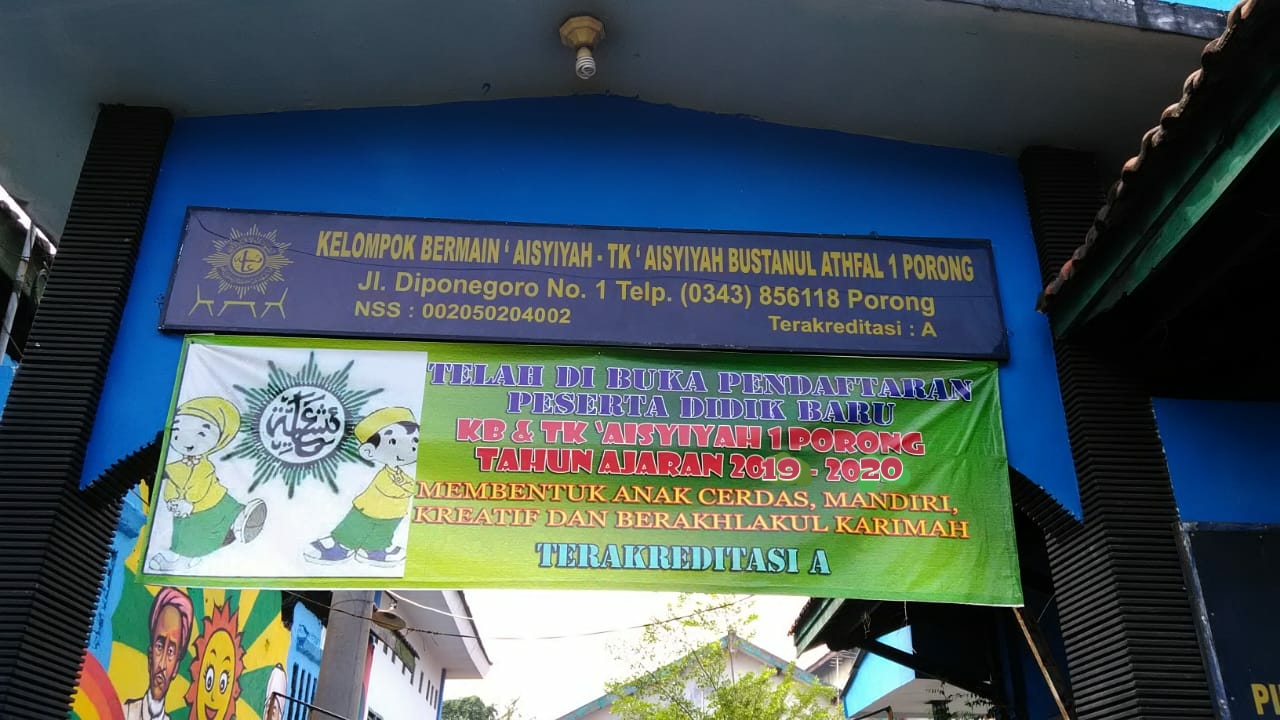 KELOMPOK BERMAIN ' AISYIYAH - TK ' AISYIYAH BUSTANUL ATHFAL 1 PORONG
Jl. Diponegoro No. 1 Telp. (0343) 856118 Porong
NSS : 002050204002
Terakreditasi : A
TELAH DI BUKA PENDAFTARAN
PESERTA DIDIK BARU
KB & TK 'AISYIYAH 1 PORONG
TAHUN AJARAN 2019 - 2020
MEMBENTUK ANAK CERDAS, MANDIRI,
KREATIF DAN BERAKHLAKUL KARIMAH
TERAKREDITASI A